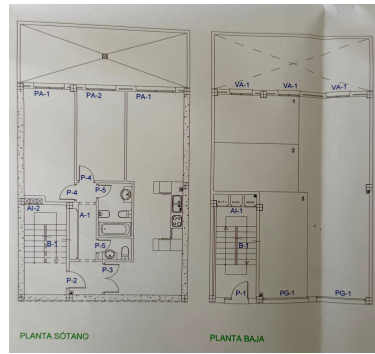 PA-1 PA-2 PA-1
P-4
P-4 P-5
AI-2 A-1
B-1
P-5
P-2 P-3
PLANTA SÓTANO
VA-1 VA-1 VA-1
1
2
3
AI-1
B-1
P-1 PG-1 PG-1
PLANTA BAJA